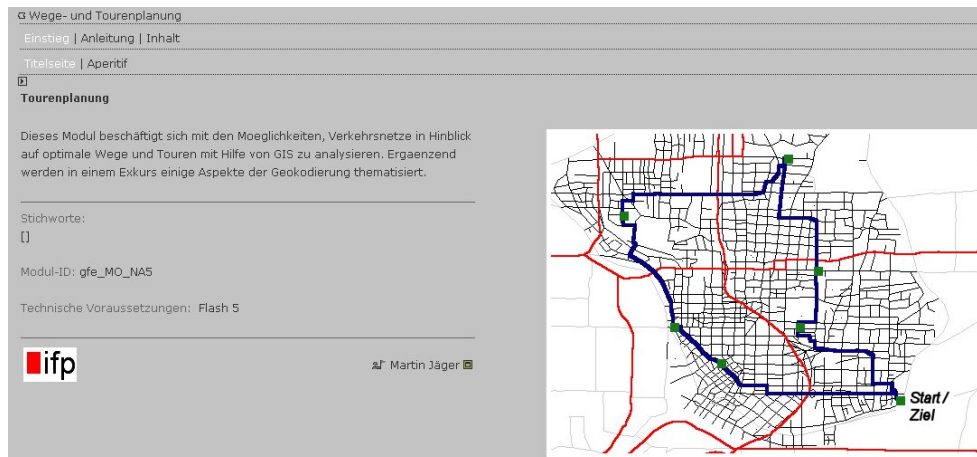 Wege- und Tourenplanung
Einstieg | Anleitung | Inhalt
Titelseite | Aperitif
Tourenplanung
Dieses Modul beschäftigt sich mit den Moeglichkeiten, Verkehrsnetze in Hinblick
auf optimale Wege und Touren mit Hilfe von GIS zu analysieren. Ergaenzend
werden in einem Exkurs einige Aspekte der Geokodierung thematisiert.
Stichworte:
[]
Modul-ID: gfe_MO_NA5
Technische Voraussetzungen: Flash 5
ifp
Martin Jäger
Start /
Ziel